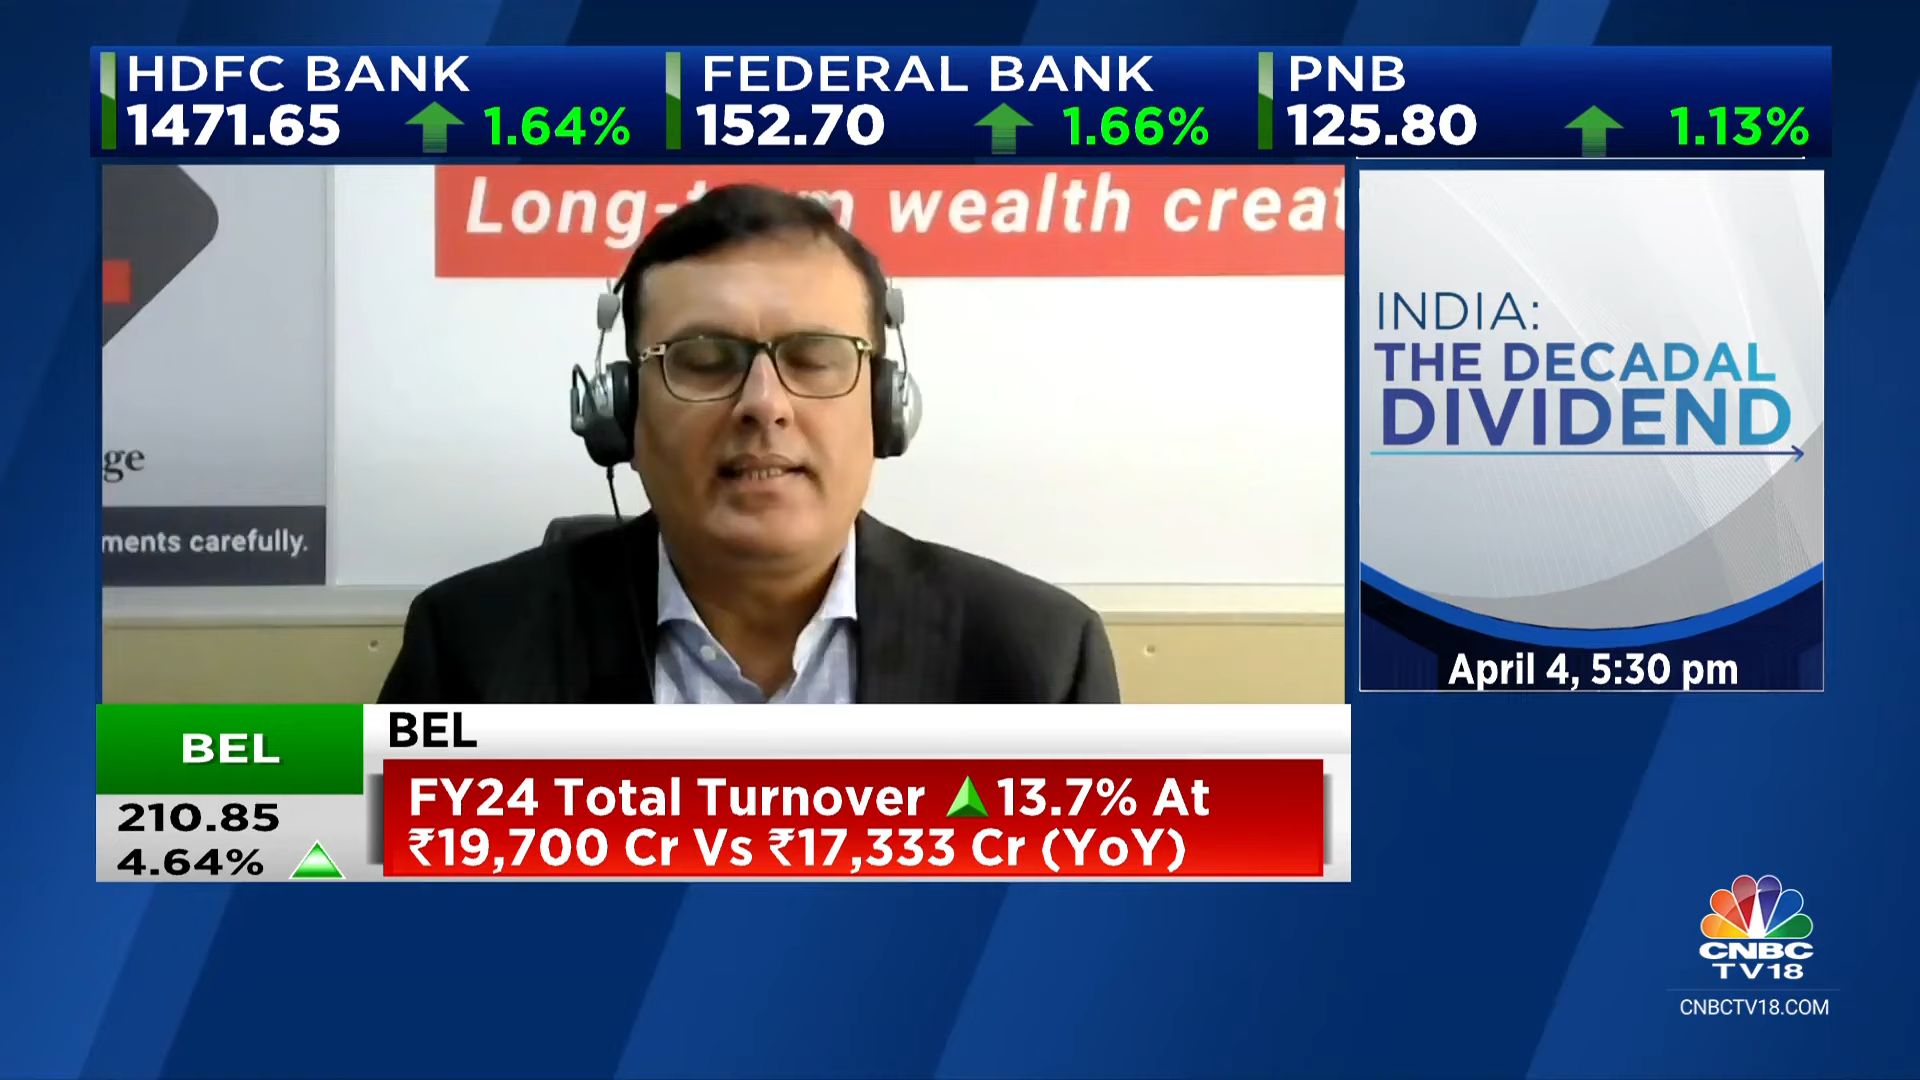 HDFC BANK
1471.65 1.64%
FEDERAL BANK
152.70 1.66%
PNB
125.80 1.13%
Long- m wealth creat
ge
ments carefully.
INDIA:
THE DECADAL
DIVIDEND
April 4, 5:30 pm
BEL
210.85
4.64%
BEL
FY24 Total Turnover 13.7% At
₹19,700 Cr Vs ₹17,333 Cr (YoY)
CNBC
TV18
CNBCTV18.COM